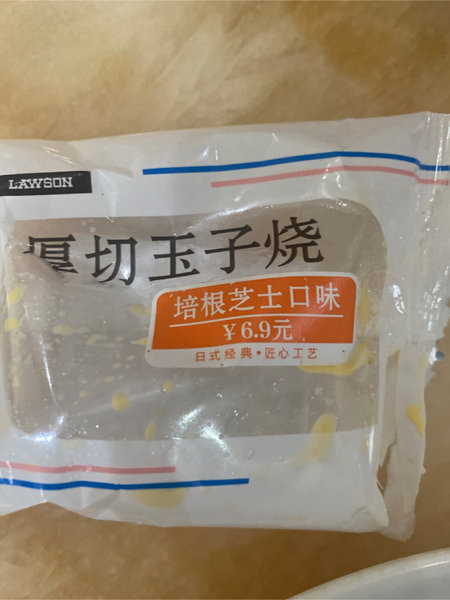 LAWSON
厚切玉子烧
培根芝士口味
¥6.9元
日式经典·匠心工艺